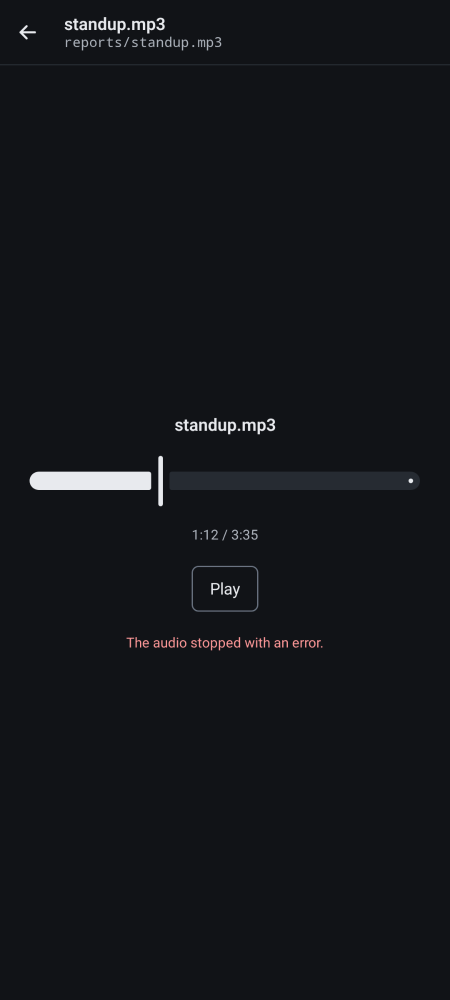 standup.mp3
reports/standup.mp3
standup.mp3
1:12 / 3:35
Play
The audio stopped with an error.